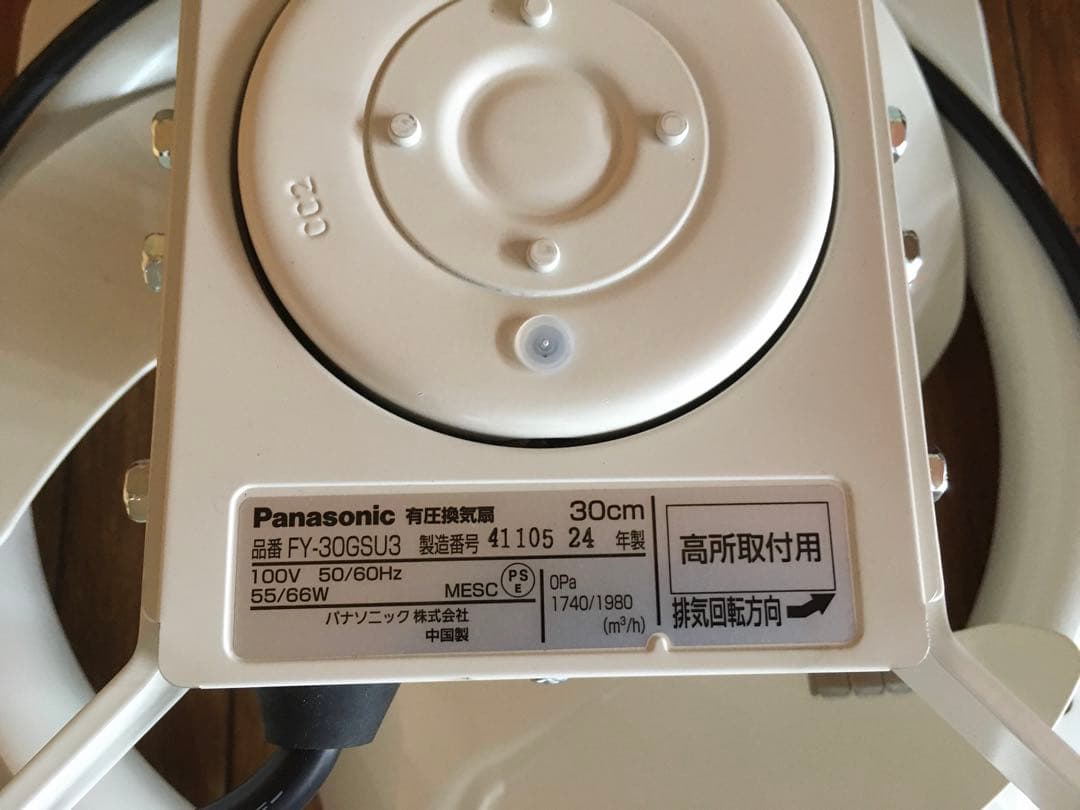 002
Panasonic 有圧換気扇 30cm
品番 FY-30GSU3 製造番号 41105 24 年製
100V 50/60Hz
55/66W MESC PS E
パナソニック株式会社
中国製
0Pa
1740/1980
(m³/h)
高所取付用
排気回転方向